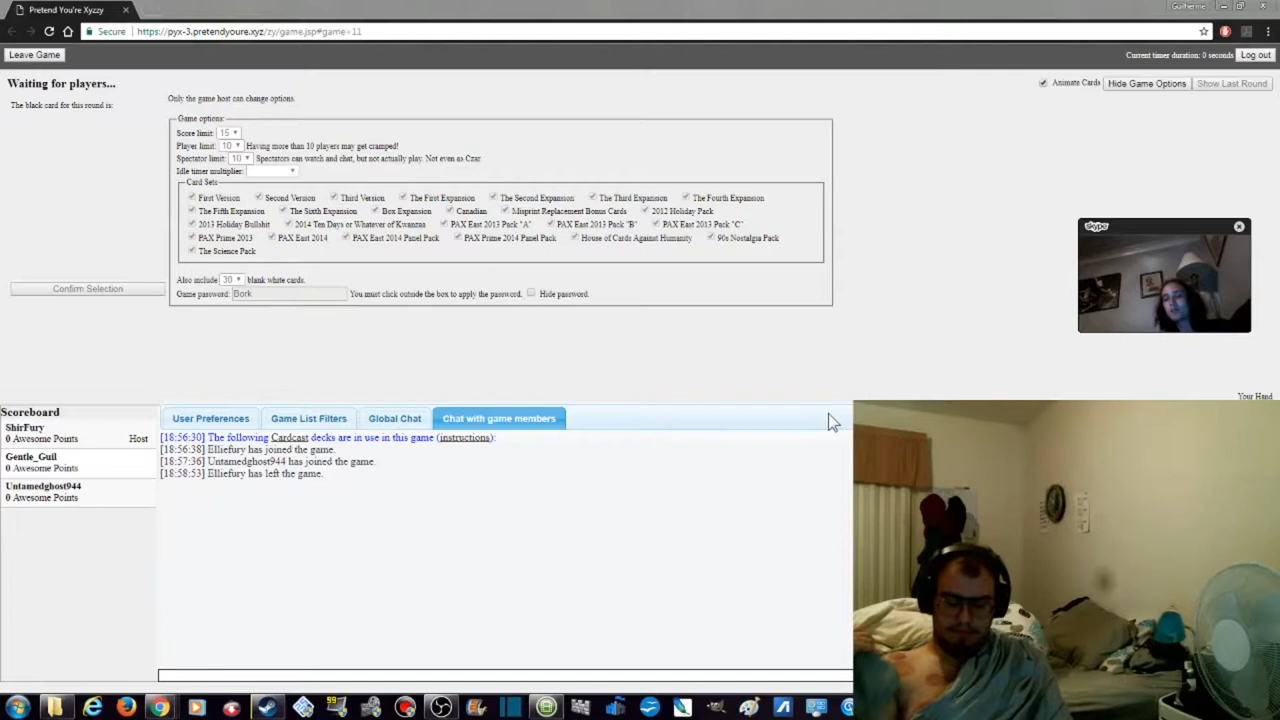 Pretend You're Xyzzy
Guilherme
Secure https://pyx-3.pretendyoure.xyz/zy/game.jsp#game=11
Leave Game
Current timer duration: 0 seconds Log out
Waiting for players...
Animate Cards Hide Game Options Show Last Round
The black card for this round is:
Only the game host can change options.
Game options:
Score limit: 15
Player limit: 10 Having more than 10 players may get cramped!
Spectator limit: 10 Spectators can watch and chat, but not actually play. Not even as Czar.
Idle timer multiplier:
Card Sets
First Version Second Version Third Version The First Expansion The Second Expansion The Third Expansion The Fourth Expansion
The Fifth Expansion The Sixth Expansion Box Expansion Canadian Misprint Replacement Bonus Cards 2012 Holiday Pack
2013 Holiday Bullshit 2014 Ten Days or Whatever of Kwanzaa PAX East 2013 Pack "A" PAX East 2013 Pack "B" PAX East 2013 Pack "C"
PAX Prime 2013 PAX East 2014 PAX East 2014 Panel Pack PAX Prime 2014 Panel Pack House of Cards Against Humanity 90s Nostalgia Pack
The Science Pack
Also include 30 blank white cards.
Confirm Selection
Game password: Bork You must click outside the box to apply the password. Hide password.
skype
Your Hand
Scoreboard
ShirFury
0 Awesome Points Host
Gentle_Guil
0 Awesome Points
Untamedghost944
0 Awesome Points
User Preferences Game List Filters Global Chat Chat with game members
[18:56:30] The following Cardcast decks are in use in this game (instructions):
[18:56:38] Elliefury has joined the game.
[18:57:36] Untamedghost944 has joined the game.
[18:58:53] Elliefury has left the game.
99